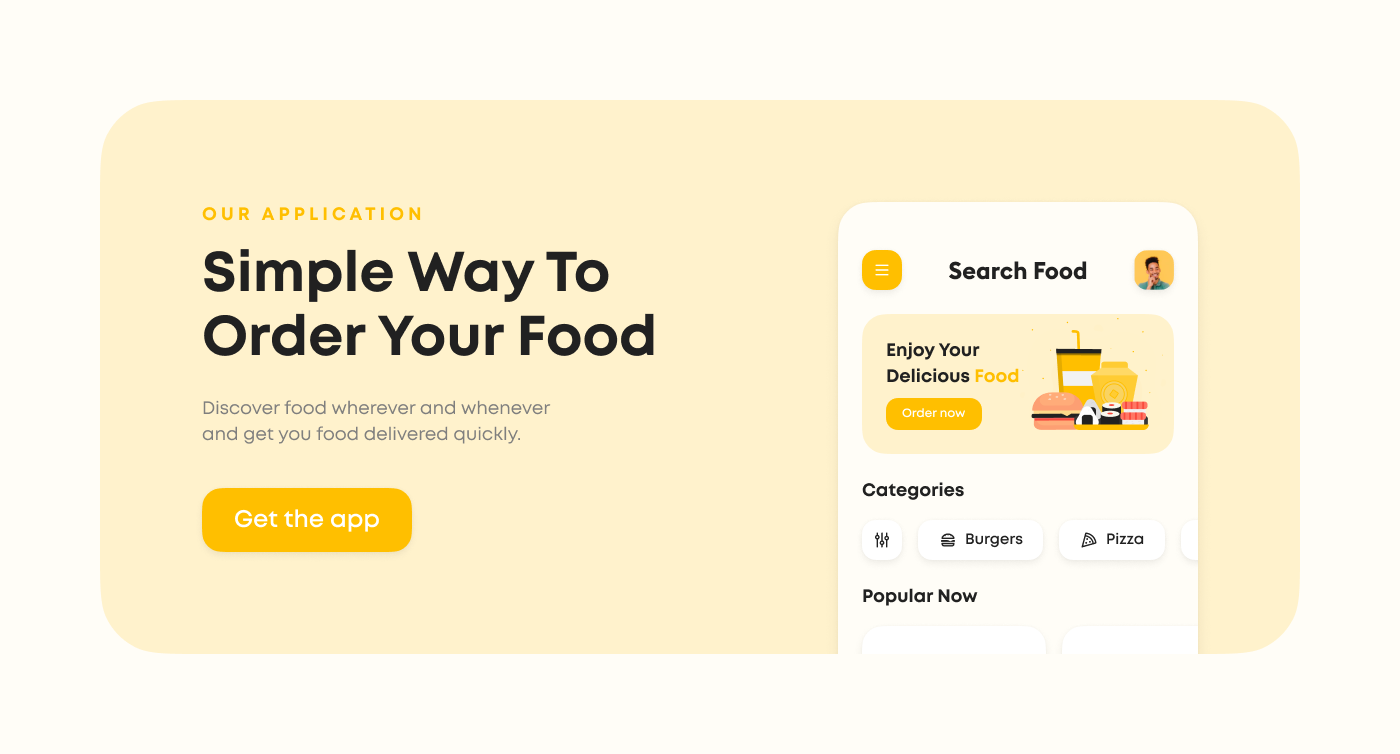 OUR APPLICATION
Simple Way To
Order Your Food
Discover food wherever and whenever
and get you food delivered quickly.
Get the app
Search Food
Enjoy Your
Delicious Food
Order now
Categories
Burgers
Pizza
Popular Now